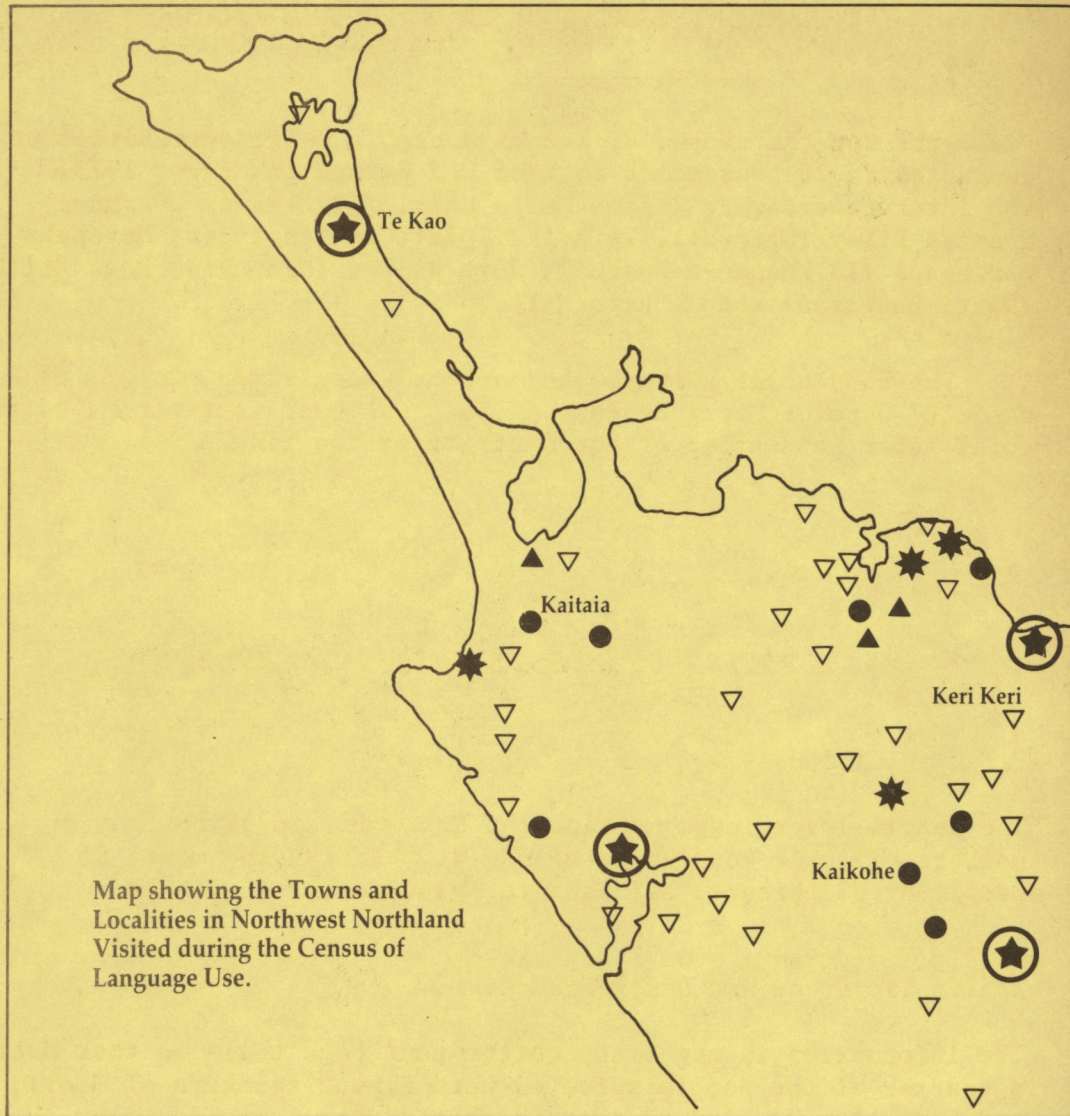 Te Kao
Kaitaia
Keri Keri
Kaikohe
Map showing the Towns and
Localities in Northwest Northland
Visited during the Census of
Language Use.